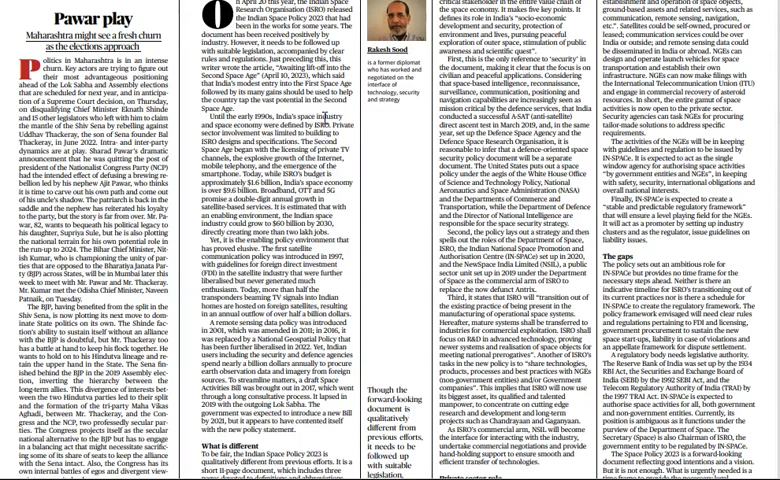 Pawar play
Maharashtra might see a fresh churn
as the elections approach
Politics in Maharashtra is in an intense
churn. Key actors are trying to figure out
their most advantageous positioning
ahead of the Lok Sabha and Assembly elections
that are scheduled for next year, and in anticipa-
tion of a Supreme Court decision, on Thursday,
on disqualifying Chief Minister Eknath Shinde
and 15 other legislators who left with him to claim
the mantle of the Shiv Sena by rebelling against
Uddhav Thackeray, the son of Sena founder Bal
Thackeray, in June 2022. Intra- and inter-party
dynamics are at play. Sharad Pawar's dramatic
announcement that he was quitting the post of
president of the Nationalist Congress Party (NCP)
had the intended effect of defusing a brewing re-
bellion led by his nephew Ajit Pawar, who thinks
it is time to carve out his own path and come out
of his uncle's shadow. The patriarch is back in the
saddle and the nephew has reiterated his loyalty
to the party, but the story is far from over. Mr. Pa-
war, 82, wants to bequeath his political legacy to
his daughter, Supriya Sule, but he is also plotting
the national terrain for his own potential role in
the run-up to 2024. The Bihar Chief Minister, Nit-
ish Kumar, who is championing the unity of par-
ties that are opposed to the Bharatiya Janata Par-
ty (BJP) across States, will be in Mumbai later this
week to meet with Mr. Pawar and Mr. Thackeray.
Mr. Kumar met the Odisha Chief Minister, Naveen
Patnaik, on Tuesday.
The BJP, having benefited from the split in the
Shiv Sena, is now plotting its next move to dom-
inate State politics on its own. The Shinde fac-
tion's ability to sustain itself without an alliance
with the BJP is doubtful, but Mr. Thackeray too
has a battle at hand to keep his flock together. He
wants to hold on to his Hindutva lineage and re-
tain the upper hand in the State. The Sena fin-
ished behind the BJP in the 2019 Assembly elec-
tion, inverting the hierarchy between the
long-term allies. This divergence of interests bet-
ween the two Hindutva parties led to their split
and the formation of the tri-party Maha Vikas
Aghadi, between Mr. Thackeray, and the Con-
gress and the NCP, two professedly secular par-
ties. The Congress projects itself as the secular
national alternative to the BJP but has to engage
in a balancing act that might necessitate sacrific-
ing some of its share of seats to keep the alliance
with the Sena intact. Also, the Congress has its
own internal battles of egos and divergent view-
On April 20 this year, the Indian Space
Research Organisation (ISRO) released
the Indian Space Policy 2023 that had
been in the works for some years. The
document has been received positively by
industry. However, it needs to be followed up
with suitable legislation, accompanied by clear
rules and regulations. Just preceding this, this
writer wrote the article, "Awaiting lift-off into the
Second Space Age" (April 10, 2023), which said
that India's modest entry into the First Space Age
followed by its many gains should be used to help
the country tap the vast potential in the Second
Space Age.
Until the early 1990s, India's space industry
and space economy were defined by ISRO. Private
sector involvement was limited to building to
ISRO designs and specifications. The Second
Space Age began with the licensing of private TV
channels, the explosive growth of the Internet,
mobile telephony, and the emergence of the
smartphone. Today, while ISRO's budget is
approximately $1.6 billion, India's space economy
is over $9.6 billion. Broadband, OTT and 5G
promise a double-digit annual growth in
satellite-based services. It is estimated that with
an enabling environment, the Indian space
industry could grow to $60 billion by 2030,
directly creating more than two lakh jobs.
Yet, it is the enabling policy environment that
has proved elusive. The first satellite
communication policy was introduced in 1997,
with guidelines for foreign direct investment
(FDI) in the satellite industry that were further
liberalised but never generated much
enthusiasm. Today, more than half the
transponders beaming TV signals into Indian
homes are hosted on foreign satellites, resulting
in an annual outflow of over half a billion dollars.
A remote sensing data policy was introduced
in 2001, which was amended in 2011; in 2016, it
was replaced by a National Geospatial Policy that
has been further liberalised in 2022. Yet, Indian
users including the security and defence agencies
spend nearly a billion dollars annually to procure
earth observation data and imagery from foreign
sources. To streamline matters, a draft Space
Activities Bill was brought out in 2017, which went
through a long consultative process. It lapsed in
2019 with the outgoing Lok Sabha. The
government was expected to introduce a new Bill
by 2021, but it appears to have contented itself
with the new policy statement.
What is different
To be fair, the Indian Space Policy 2023 is
qualitatively different from previous efforts. It is a
short 11-page document, which includes three
Rakesh Sood
is a former diplomat
who has worked and
negotiated on the
interface of
technology, security
and strategy
Though the
forward-looking
document is
qualitatively
different from
previous efforts,
it needs to be
followed up
with suitable
legislation,
critical stakeholder in the entire value chain of
the space economy. It makes five key points. It
defines its role in India's "socio-economic
development and security, protection of
environment and lives, pursuing peaceful
exploration of outer space, stimulation of public
awareness and scientific quest".
First, this is the only reference to 'security' in
the document, making it clear that the focus is on
civilian and peaceful applications. Considering
that space-based intelligence, reconnaissance,
surveillance, communication, positioning and
navigation capabilities are increasingly seen as
mission critical by the defence services, that India
conducted a successful A-SAT (anti-satellite)
direct ascent test in March 2019, and, in the same
year, set up the Defence Space Agency and the
Defence Space Research Organisation, it is
reasonable to infer that a defence-oriented space
security policy document will be a separate
document. The United States puts out a space
policy under the aegis of the White House Office
of Science and Technology Policy, National
Aeronautics and Space Administration (NASA)
and the Departments of Commerce and
Transportation, while the Department of Defence
and the Director of National Intelligence are
responsible for the space security strategy.
Second, the policy lays out a strategy and then
spells out the roles of the Department of Space,
ISRO, the Indian National Space Promotion and
Authorisation Centre (IN-SPACe) set up in 2020,
and the NewSpace India Limited (NSIL), a public
sector unit set up in 2019 under the Department
of Space as the commercial arm of ISRO to
replace the now defunct Antrix.
Third, it states that ISRO will "transition out of
the existing practice of being present in the
manufacturing of operational space systems.
Hereafter, mature systems shall be transferred to
industries for commercial exploitation. ISRO shall
focus on R&D in advanced technology, proving
newer systems and realisation of space objects for
meeting national prerogatives". Another of ISRO's
tasks in the new policy is to "share technologies,
products, processes and best practices with NGEs
(non-government entities) and/or Government
companies". This implies that ISRO will now use
its biggest asset, its qualified and talented
manpower, to concentrate on cutting edge
research and development and long-term
projects such as Chandrayaan and Gaganyaan.
As ISRO's commercial arm, NSIL will become
the interface for interacting with the industry,
undertake commercial negotiations and provide
hand-holding support to ensure smooth and
efficient transfer of technologies.
Private sector role
establishment and operation of space objects,
ground-based assets and related services, such as
communication, remote sensing, navigation,
etc.". Satellites could be self-owned, procured or
leased; communication services could be over
India or outside; and remote sensing data could
be disseminated in India or abroad. NGEs can
design and operate launch vehicles for space
transportation and establish their own
infrastructure. NGEs can now make filings with
the International Telecommunication Union (ITU)
and engage in commercial recovery of asteroid
resources. In short, the entire gamut of space
activities is now open to the private sector.
Security agencies can task NGEs for procuring
tailor-made solutions to address specific
requirements.
The activities of the NGEs will be in keeping
with guidelines and regulation to be issued by
IN-SPACe. It is expected to act as the single
window agency for authorising space activities
"by government entities and NGEs", in keeping
with safety, security, international obligations and
overall national interests.
Finally, IN-SPACe is expected to create a
"stable and predictable regulatory framework"
that will ensure a level playing field for the NGEs.
It will act as a promoter by setting up industry
clusters and as the regulator, issue guidelines on
liability issues.
The gaps
The policy sets out an ambitious role for
IN-SPACe but provides no time frame for the
necessary steps ahead. Neither is there an
indicative timeline for ISRO's transitioning out of
its current practices nor is there a schedule for
IN-SPACe to create the regulatory framework. The
policy framework envisaged will need clear rules
and regulations pertaining to FDI and licensing,
government procurement to sustain the new
space start-ups, liability in case of violations and
an appellate framework for dispute settlement.
A regulatory body needs legislative authority.
The Reserve Bank of India was set up by the 1934
RBI Act, the Securities and Exchange Board of
India (SEBI) by the 1992 SEBI Act, and the
Telecom Regulatory Authority of India (TRAI) by
the 1997 TRAI Act. IN-SPACe is expected to
authorise space activities for all, both government
and non-government entities. Currently, its
position is ambiguous as it functions under the
purview of the Department of Space. The
Secretary (Space) is also Chairman of ISRO, the
government entity to be regulated by IN-SPACe.
The Space Policy 2023 is a forward-looking
document reflecting good intentions and a vision.
But it is not enough. What is urgently needed is a